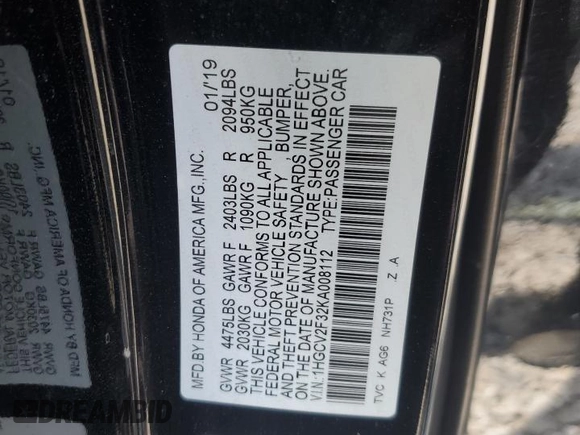 MFD.BY HONDA OF AMERICA MFG.,INC. 01/'19
GVWR 4475LBS GAWR F 2403LBS R 2094LBS
GVWR 2030KG GAWR F 1090KG R 950KG
THIS VEHICLE CONFORMS TO ALL APPLICABLE
FEDERAL MOTOR VEHICLE SAFETY , BUMPER,
AND THEFT PREVENTION STANDARDS IN EFFECT
ON THE DATE OF MANUFACTURE SHOWN ABOVE.
V.I.N.:1HGCV2F32KA008112 TYPE:PASSENGER CAR
TVC K AG6 NH731P . Z . A
DREAMBID